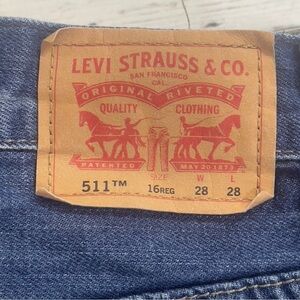 LEVI STRAUSS & CO.
SAN FRANCISCO
CAL.
ORIGINAL RIVETED
QUALITY CLOTHING
PATENTED MAY 20 1873
SIZE W L
511™ 16REG 28 28